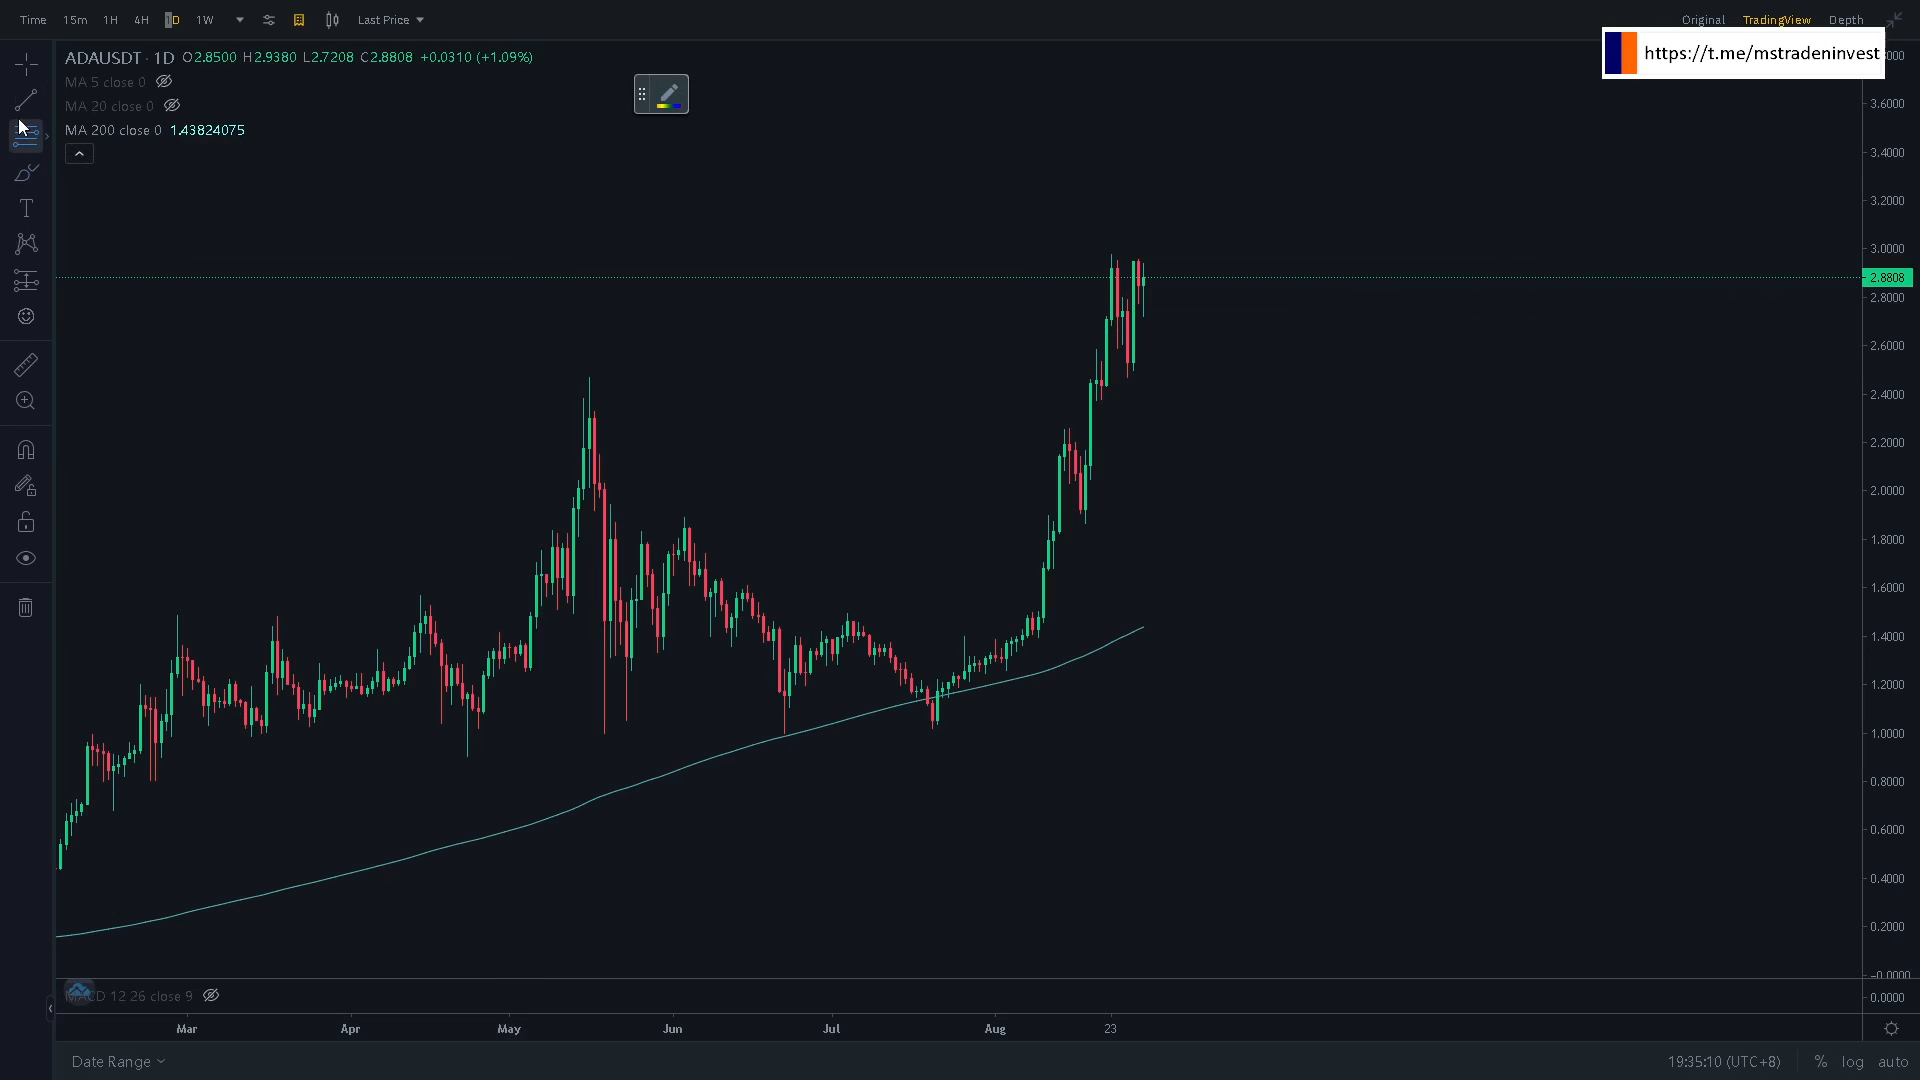 Time 15m 1H 4H 1D 1W Last Price Original TradingView Depth
https://t.me/mstradeninvest
ADAUSDT · 1D O2.8500 H2.9380 L2.7208 C2.8808 +0.0310 (+1.09%)
MA 5 close 0
MA 20 close 0
MA 200 close 0 1.43824075
3.6000
3.4000
3.2000
3.0000
2.8808
2.8000
2.6000
2.4000
2.2000
2.0000
1.8000
1.6000
1.4000
1.2000
1.0000
0.8000
0.6000
0.4000
0.2000
-0.0000
MACD 12 26 close 9
0.0000
Mar Apr May Jun Jul Aug 23
Date Range 19:35:10 (UTC+8) % log auto